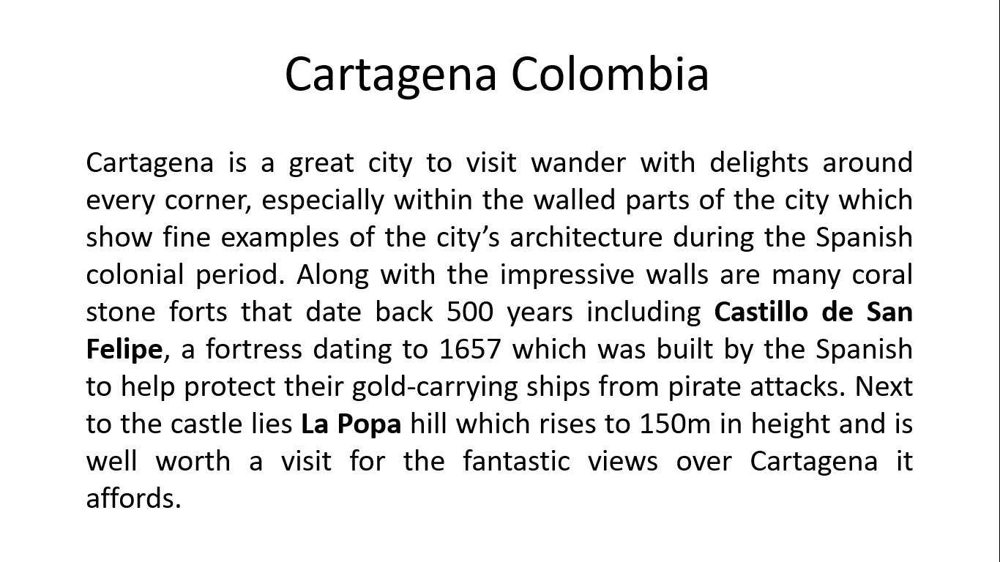 Cartagena Colombia
Cartagena is a great city to visit wander with delights around
every corner, especially within the walled parts of the city which
show fine examples of the city’s architecture during the Spanish
colonial period. Along with the impressive walls are many coral
stone forts that date back 500 years including Castillo de San
Felipe, a fortress dating to 1657 which was built by the Spanish
to help protect their gold-carrying ships from pirate attacks. Next
to the castle lies La Popa hill which rises to 150m in height and is
well worth a visit for the fantastic views over Cartagena it
affords.